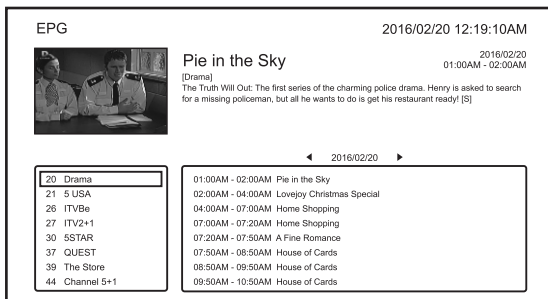 EPG
2016/02/20 12:19:10AM
Pie in the Sky
2016/02/20
01:00AM - 02:00AM
[Drama]
The Truth Will Out: The first series of the charming police drama. Henry is asked to search
for a missing policeman, but all he wants to do is get his restaurant ready! [S]
◀ 2016/02/20 ▶
20 Drama
21 5 USA
26 ITVBe
27 ITV2+1
30 5STAR
37 QUEST
39 The Store
44 Channel 5+1
01:00AM - 02:00AM Pie in the Sky
02:00AM - 04:00AM Lovejoy Christmas Special
04:00AM - 07:00AM Home Shopping
07:00AM - 07:20AM Home Shopping
07:20AM - 07:50AM A Fine Romance
07:50AM - 08:50AM House of Cards
08:50AM - 09:50AM House of Cards
09:50AM - 10:50AM House of Cards